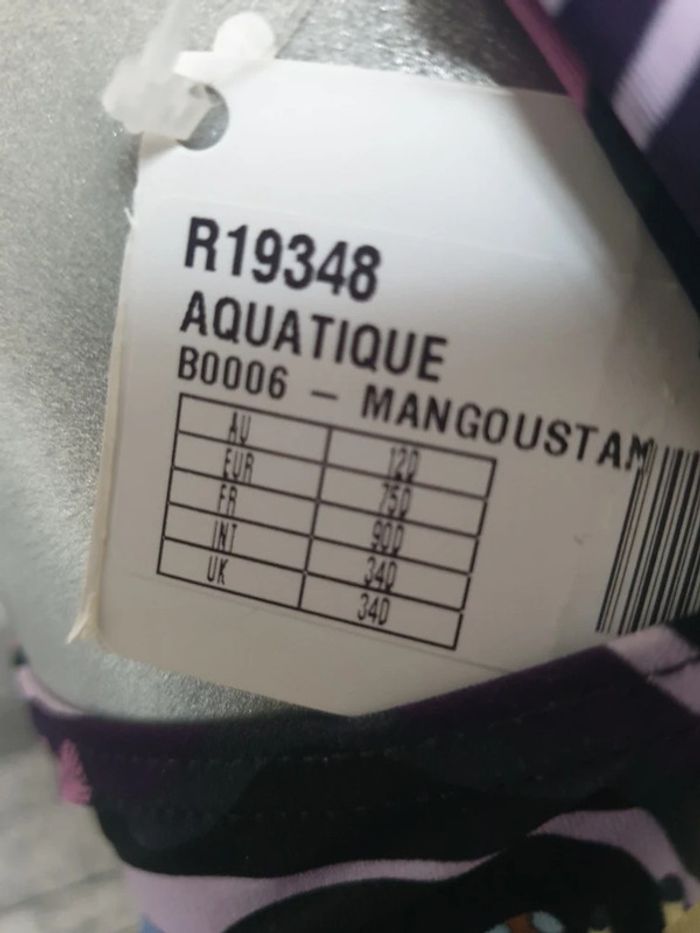 R19348
AQUATIQUE
B0006 - MANGOUSTAN
AU 12D
EUR 75D
FR 90D
INT 34D
UK 34D